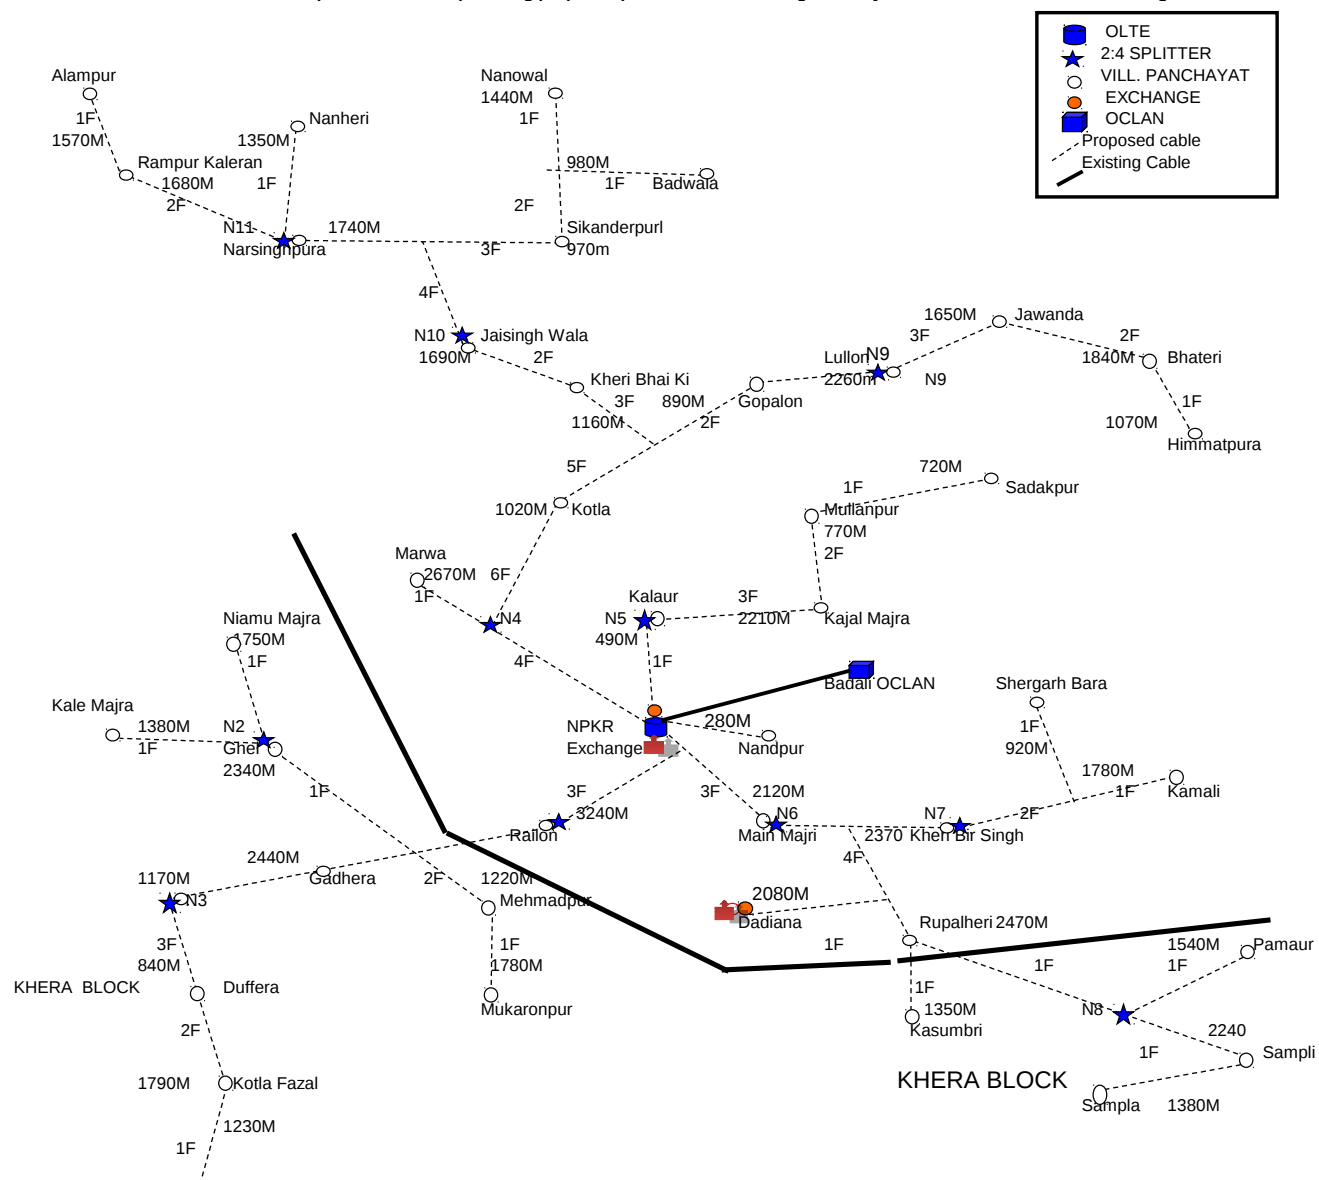 OLTE
2:4 SPLITTER
VILL. PANCHAYAT
EXCHANGE
OCLAN
Proposed cable
Existing Cable
Alampur
1F
1570M
Nanheri
1350M
Rampur Kaleran
1680M
1F
2F
N11
Narsinghpura
1740M
Nanowal
1440M
1F
980M
1F
Badwala
2F
Sikanderpurl
3F
970m
4F
N10
Jaisingh Wala
1690M
2F
Kheri Bhai Ki
3F
890M
1160M
2F
Gopalon
Lullon
N9
2260m
N9
1650M
Jawanda
3F
2F
1840M
Bhateri
1F
1070M
Himmatpura
5F
1020M
Kotla
720M
1F
Sadakpur
Mullanpur
770M
2F
Marwa
2670M
6F
1F
N4
4F
Kalaur
N5
490M
3F
2210M
Kajal Majra
1F
Niamu Majra
1750M
1F
Badali OCLAN
Kale Majra
1380M
1F
N2
Gher
2340M
1F
NPKR
Exchange
280M
Nandpur
Shergarh Bara
1F
920M
1780M
1F
Kamali
3F
3240M
Railon
3F
2120M
N6
Main Majri
2370
N7
Kheri Bir Singh
2F
4F
2440M
Gadhera
2F
1220M
Mehmadpur
1170M
N3
3F
840M
1F
1780M
Mukaronpur
KHERA BLOCK
Duffera
2F
1790M
Kotla Fazal
1230M
1F
2080M
Dadiana
1F
Rupalheri
2470M
1F
1540M
Pamaur
1F
1F
1350M
Kasumbri
N8
2240
1F
Sampli
KHERA BLOCK
Sampla
1380M